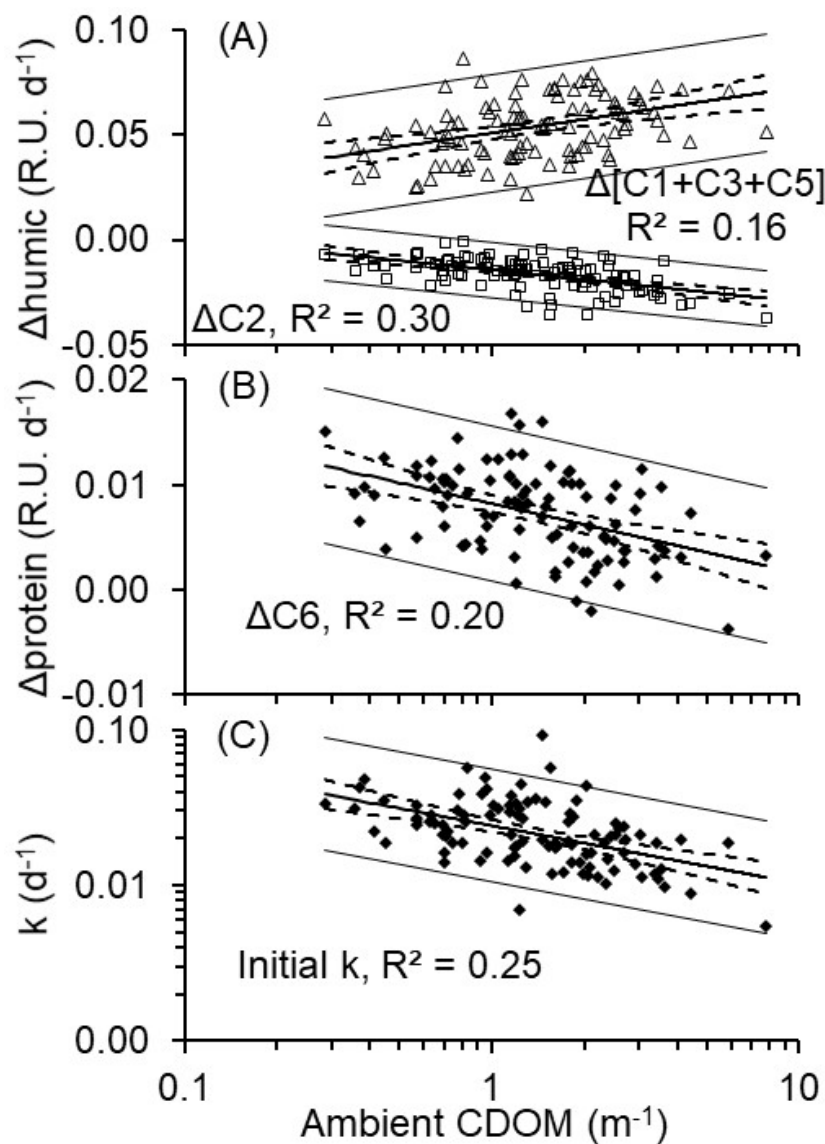 (A)
0.10
0.05
0.00
-0.05
Δhumic (R.U. d⁻¹)
Δ[C1+C3+C5]
R² = 0.16
ΔC2, R² = 0.30
(B)
0.02
0.01
0.00
-0.01
Δprotein (R.U. d⁻¹)
ΔC6, R² = 0.20
(C)
0.10
0.01
0.00
k (d⁻¹)
Initial k, R² = 0.25
0.1
1
10
Ambient CDOM (m⁻¹)